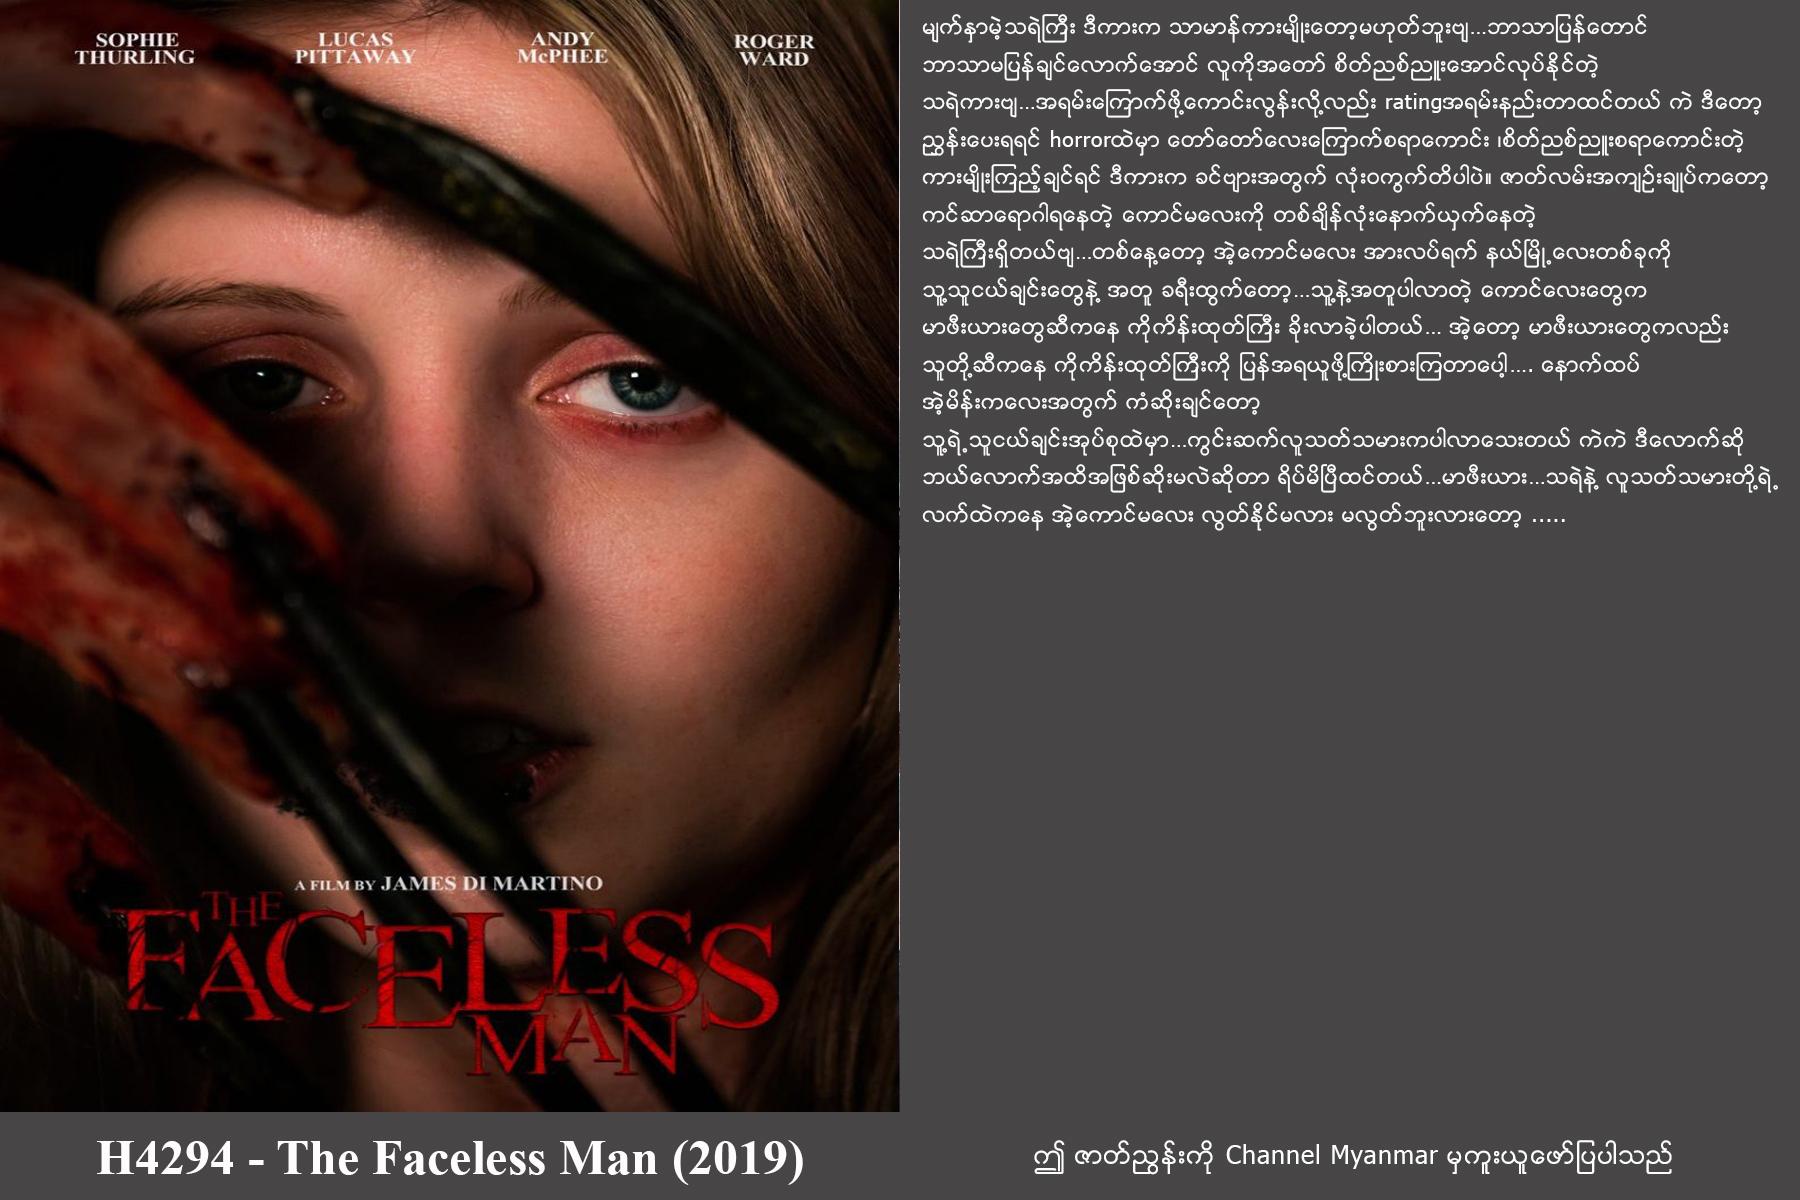 SOPHIE THURLING
LUCAS PITTAWAY
ANDY McPHEE
ROGER WARD
A FILM BY JAMES DI MARTINO
THE
FACELESS
MAN
H4294 - The Faceless Man (2019)
မျက်နှာမဲ့သရဲကြီး ဒီကားက သာမာန်ကားမျိုးတော့မဟုတ်ဘူးဗျ...ဘာသာပြန်တောင်
ဘာသာမပြန်ချင်လောက်အောင် လူကိုအတော် စိတ်ညစ်ညူးအောင်လုပ်နိုင်တဲ့
သရဲကားဗျ...အရမ်းကြောက်ဖို့ကောင်းလွန်းလို့လည်း ratingအရမ်းနည်းတာထင်တယ် ကဲ ဒီတော့
ညွှန်းပေးရရင် horrorထဲမှာ တော်တော်လေးကြောက်စရာကောင်း ၊စိတ်ညစ်ညူးစရာကောင်းတဲ့
ကားမျိုးကြည့်ချင်ရင် ဒီကားက ခင်ဗျားအတွက် လုံးဝကွက်တိပါပဲ။ ဇာတ်လမ်းအကျဉ်းချုပ်ကတော့
ကင်ဆာရောဂါရနေတဲ့ ကောင်မလေးကို တစ်ချိန်လုံးနောက်ယှက်နေတဲ့
သရဲကြီးရှိတယ်ဗျ...တစ်နေ့တော့ အဲ့ကောင်မလေး အားလပ်ရက် နယ်မြို့လေးတစ်ခုကို
သူ့သူငယ်ချင်းတွေနဲ့ အတူ ခရီးထွက်တော့...သူ့နဲ့အတူပါလာတဲ့ ကောင်လေးတွေက
မာဖီးယားတွေဆီကနေ ကိုကိန်းထုတ်ကြီး ခိုးလာခဲ့ပါတယ်... အဲ့တော့ မာဖီးယားတွေကလည်း
သူတို့ဆီကနေ ကိုကိန်းထုတ်ကြီးကို ပြန်အရယူဖို့ကြိုးစားကြတာပေါ့.... နောက်ထပ်
အဲ့မိန်းကလေးအတွက် ကံဆိုးချင်တော့
သူ့ရဲ့သူငယ်ချင်းအုပ်စုထဲမှာ...ကွင်းဆက်လူသတ်သမားကပါလာသေးတယ် ကဲကဲ ဒီလောက်ဆို
ဘယ်လောက်အထိအဖြစ်ဆိုးမလဲဆိုတာ ရိပ်မိပြီထင်တယ်...မာဖီးယား...သရဲနဲ့ လူသတ်သမားတို့ရဲ့
လက်ထဲကနေ အဲ့ကောင်မလေး လွတ်နိုင်မလား မလွတ်ဘူးလားတော့ .....
ဤ ဇာတ်ညွှန်းကို Channel Myanmar မှကူးယူဖော်ပြပါသည်